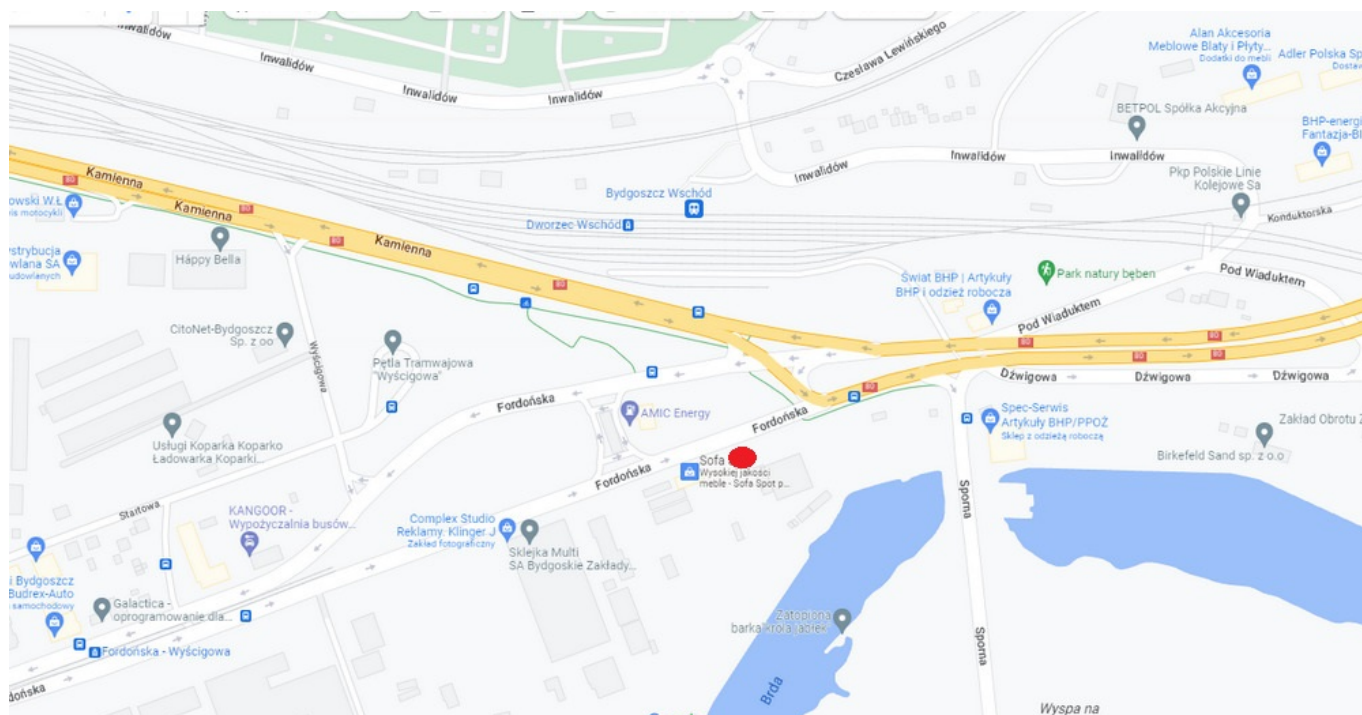 Inwalidów
Inwalidów
Inwalidów
Inwalidów
Czesława Lewińskiego
Alan Akcesoria
Meblowe Blaty i Płyty...
Dodatki do mebli
Adler Polska Sp
Dostaw
BETPOL Spółka Akcyjna
BHP-energi
Fantazja-B
Inwalidów
Inwalidów
Inwalidów
Pkp Polskie Linie
Kolejowe Sa
Konduktorska
Kamienna
80
Bydgoszcz Wschód
Dworzec Wschód
owski W.Ł
wis motocykli
Kamienna
80
80
Kamienna
80
Háppy Bella
ystrybucja
owlana SA
udowlanych
Park natury bęben
Pod Wiaduktem
Świat BHP | Artykuły
BHP i odzież robocza
Pod Wiaduktem
CitoNet-Bydgoszcz
Sp. z oo
Wyścigowa
Pętla Tramwajowa
"Wyścigowa"
80
80
80
80
80
Dźwigowa
Dźwigowa
Dźwigowa
Fordońska
AMIC Energy
Fordońska
Spec-Serwis
Artykuły BHP/PPOŻ
Sklep z odzieżą roboczą
Zakład Obrotu Z
Birkefeld Sand sp. z o.o
Usługi Koparka Koparko
Ładowarka Koparki...
Sofa
Wysokiej jakości
meble - Sofa Spot p...
Fordońska
Startowa
KANGOOR -
Wypożyczalnia busów...
Complex Studio
Reklamy. Klinger J
Zakład fotograficzny
Sklejka Multi
SA Bydgoskie Zakłady...
Sporna
i Bydgoszcz
Budrex-Auto
samochodowy
Galactica -
oprogramowanie dla...
Zatopiona
barka króla jabłek
Fordońska - Wyścigowa
Sporna
dońska
Brda
Wyspa na